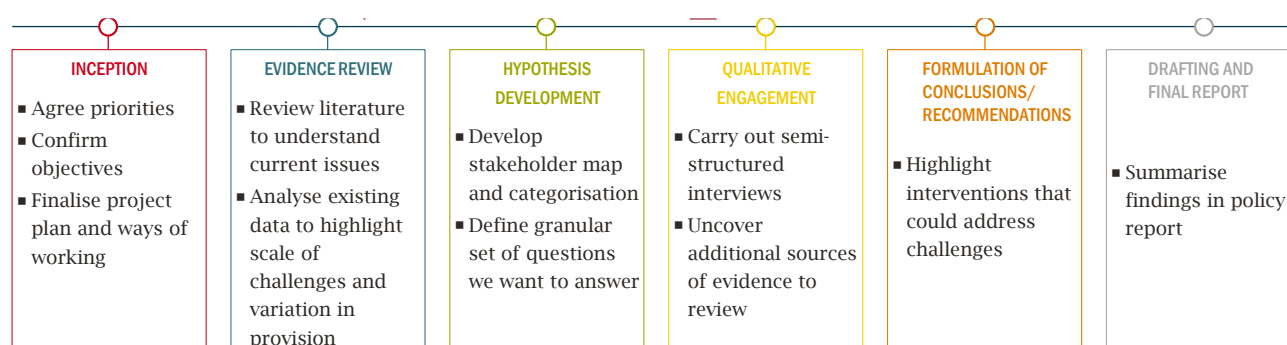 INCEPTION
■ Agree priorities
■ Confirm
objectives
■ Finalise project
plan and ways of
working
EVIDENCE REVIEW
■ Review literature
to understand
current issues
■ Analyse existing
data to highlight
scale of
challenges and
variation in
provision
HYPOTHESIS
DEVELOPMENT
■ Develop
stakeholder map
and categorisation
■ Define granular
set of questions
we want to answer
QUALITATIVE
ENGAGEMENT
■ Carry out semi-
structured
interviews
■ Uncover
additional sources
of evidence to
review
FORMULATION OF
CONCLUSIONS/
RECOMMENDATIONS
■ Highlight
interventions that
could address
challenges
DRAFTING AND
FINAL REPORT
■ Summarise
findings in policy
report